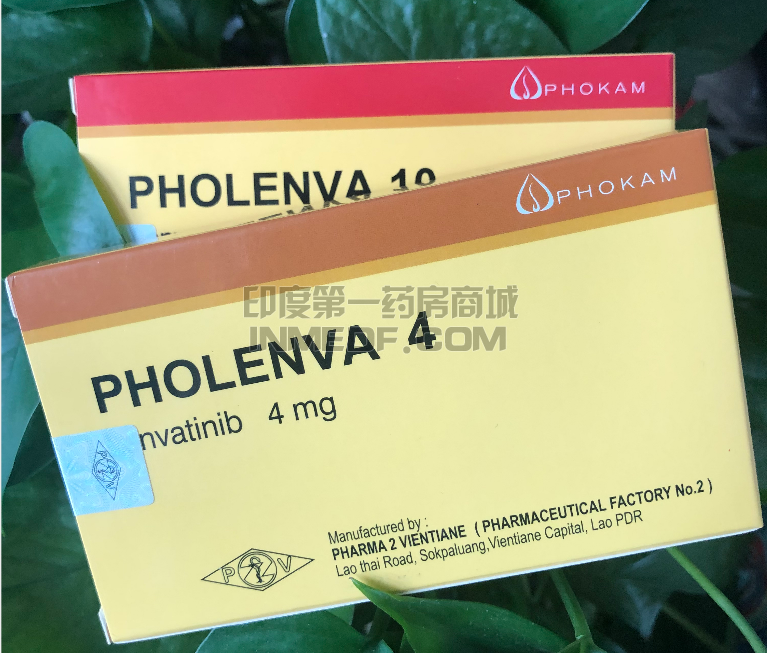 PHOKAM
PHOLENVA 10
PHOKAM
印度第一药房商城
INMEDF.COM
PHOLENVA 4
nvatinib 4 mg
Manufactured by :
PHARMA 2 VIENTIANE ( PHARMACEUTICAL FACTORY No.2 )
Lao thai Road, Sokpaluang,Vientiane Capital, Lao PDR
P P V